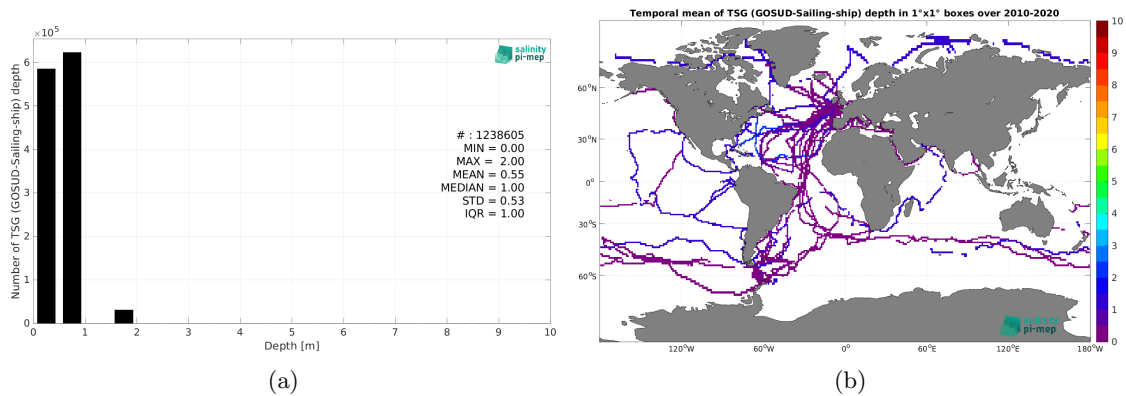 ×10⁵
6
5
4
3
2
1
0
Number of TSG (GOSUD-Sailing-ship) depth
salinity
pi-mep
# : 1238605
MIN = 0.00
MAX = 2.00
MEAN = 0.55
MEDIAN = 1.00
STD = 0.53
IQR = 1.00
0 1 2 3 4 5 6 7 8 9 10
Depth [m]
(a)
Temporal mean of TSG (GOSUD-Sailing-ship) depth in 1°x1° boxes over 2010-2020
60°N
30°N
0°
30°S
60°S
120°W 60°W 0° 60°E 120°E 180°W
salinity
pi-mep
10
9
8
7
6
5
4
3
2
1
0
(b)